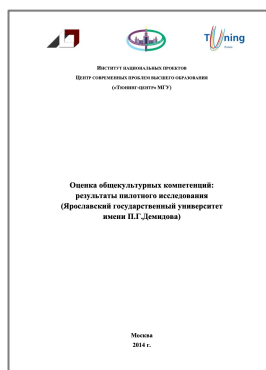 Tuning
ИНСТИТУТ НАЦИОНАЛЬНЫХ ПРОЕКТОВ
ЦЕНТР СОВРЕМЕННЫХ ПРОБЛЕМ ВЫСШЕГО ОБРАЗОВАНИЯ
(«ТЮНИНГ-ЦЕНТР» МГУ)
Оценка общекультурных компетенций:
результаты пилотного исследования
(Ярославский государственный университет
имени П.Г.Демидова)
Москва
2014 г.